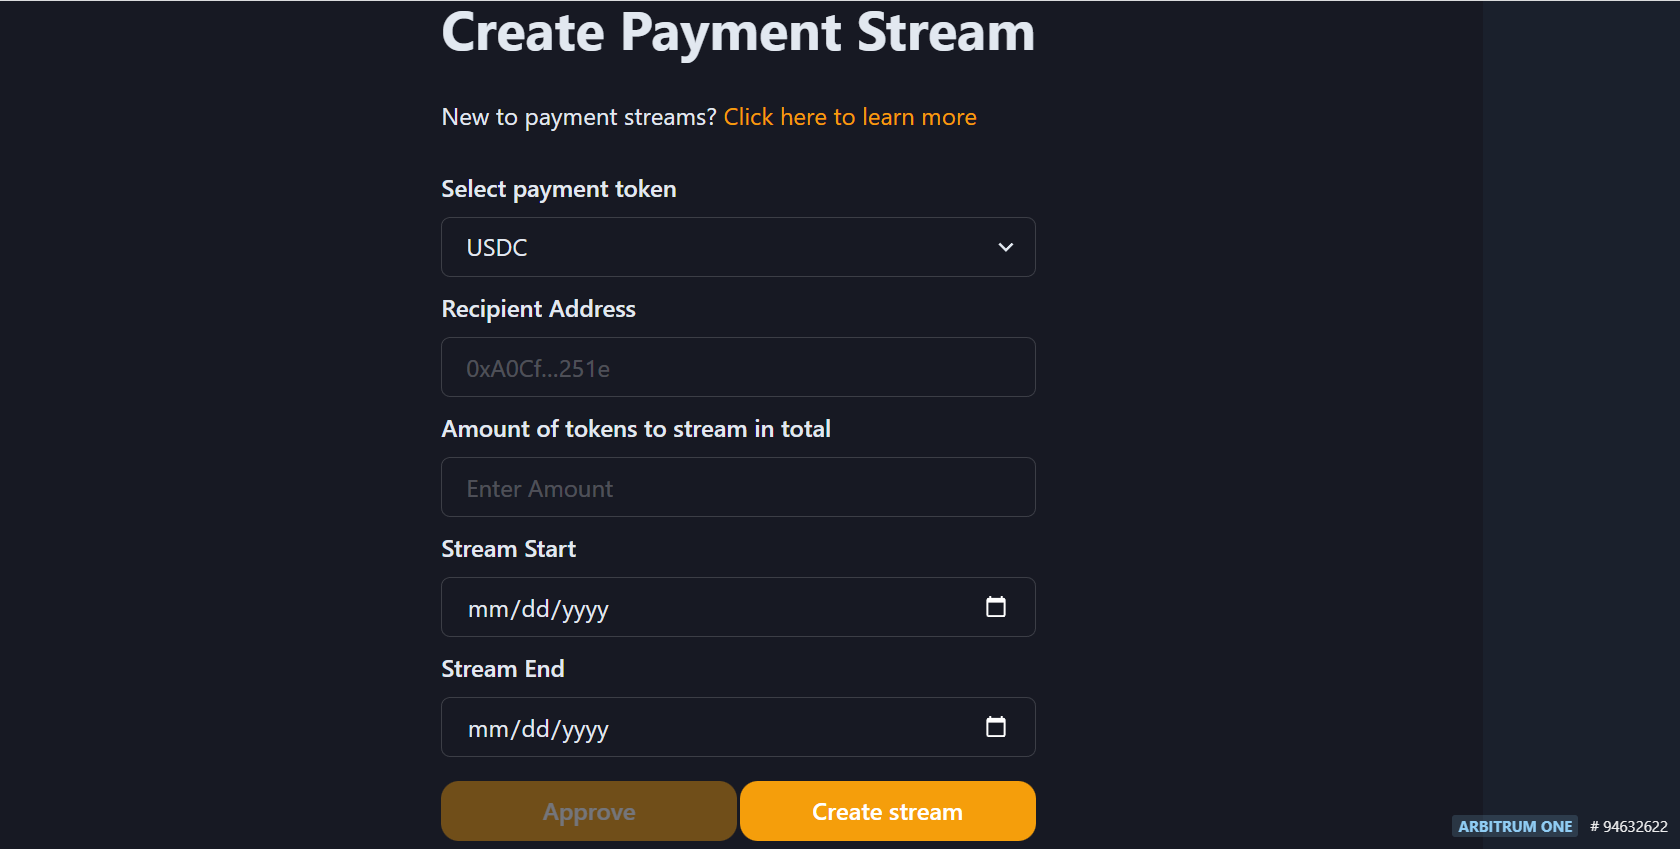 Create Payment Stream
New to payment streams? Click here to learn more
Select payment token
USDC
Recipient Address
0xA0Cf...251e
Amount of tokens to stream in total
Enter Amount
Stream Start
mm/dd/yyyy
Stream End
mm/dd/yyyy
Approve
Create stream
ARBITRUM ONE # 94632622